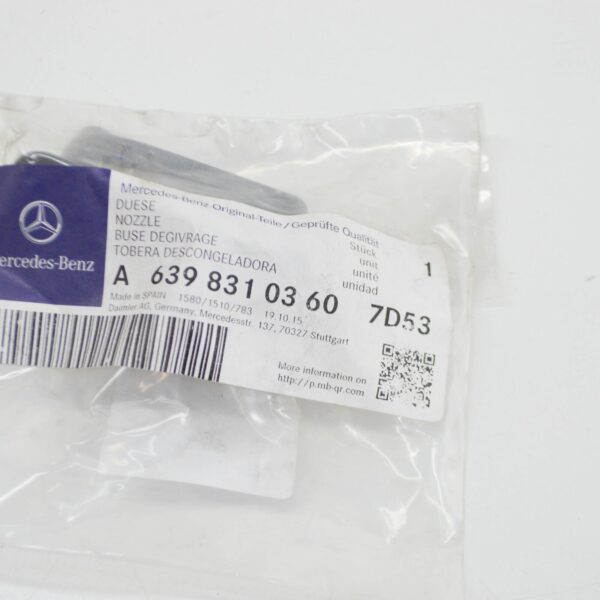 Mercedes-Benz
Mercedes-Benz Original-Teile / Geprüfte Qualität
DUESE
NOZZLE
BUSE DEGIVRAGE
TOBERA DESCONGELADORA
Stück
unit
unité
unidad
1
A 639 831 03 60 7D53
Made in SPAIN 1580/1510/783 19.10.15
Daimler AG, Germany, Mercedesstr. 137, 70327 Stuttgart
More information on
http://p.mb-qr.com